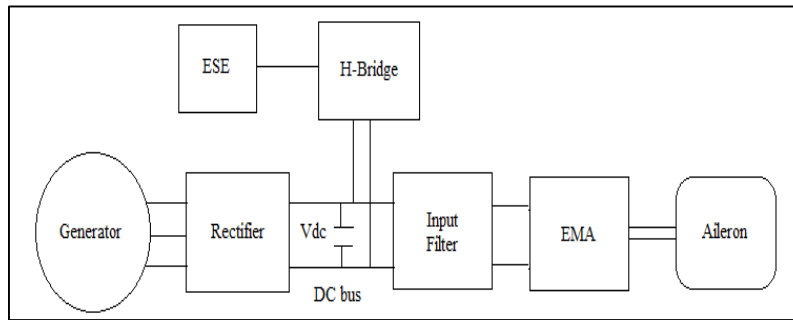 ESE
H-Bridge
Generator
Rectifier
Vdc
Input
Filter
EMA
Aileron
DC bus